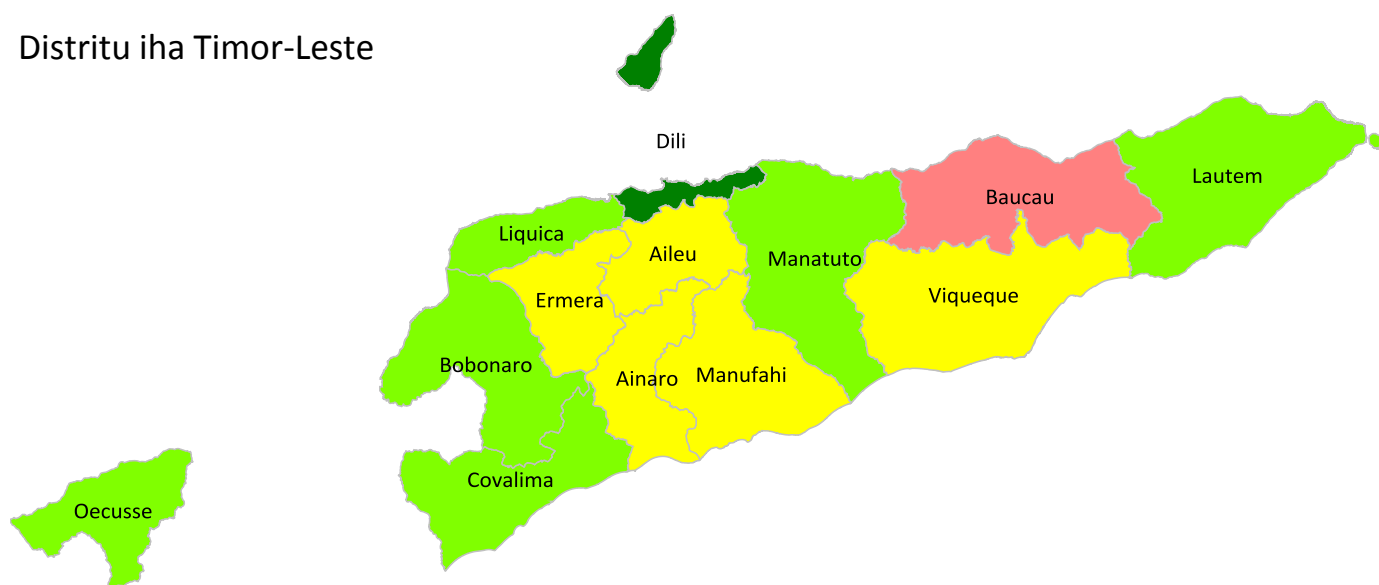 Distritu iha Timor-Leste
Dili
Lautem
Baucau
Liquica
Aileu
Manatuto
Ermera
Viqueque
Bobonaro
Ainaro
Manufahi
Covalima
Oecusse